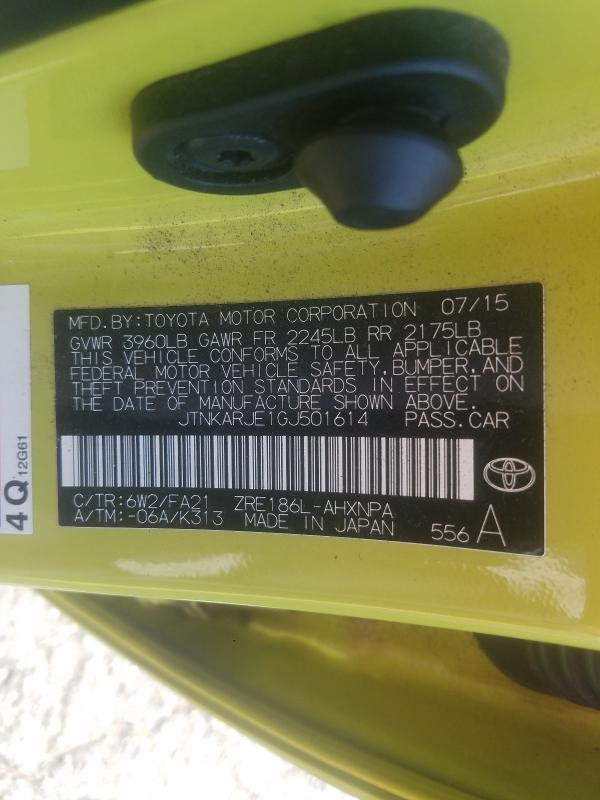 MFD.BY:TOYOTA MOTOR CORPORATION 07/15
GVWR 3960LB GAWR FR 2245LB RR 2175LB
THIS VEHICLE CONFORMS TO ALL APPLICABLE
FEDERAL MOTOR VEHICLE SAFETY,BUMPER,AND
THEFT PREVENTION STANDARDS IN EFFECT ON
THE DATE OF MANUFACTURE SHOWN ABOVE.
JTNKARJE1GJ501614 PASS.CAR
C/TR:6W2/FA21 ZRE186L-AHXNPA
A/TM:-06A/K313 MADE IN JAPAN 556 A
4Q 12G61